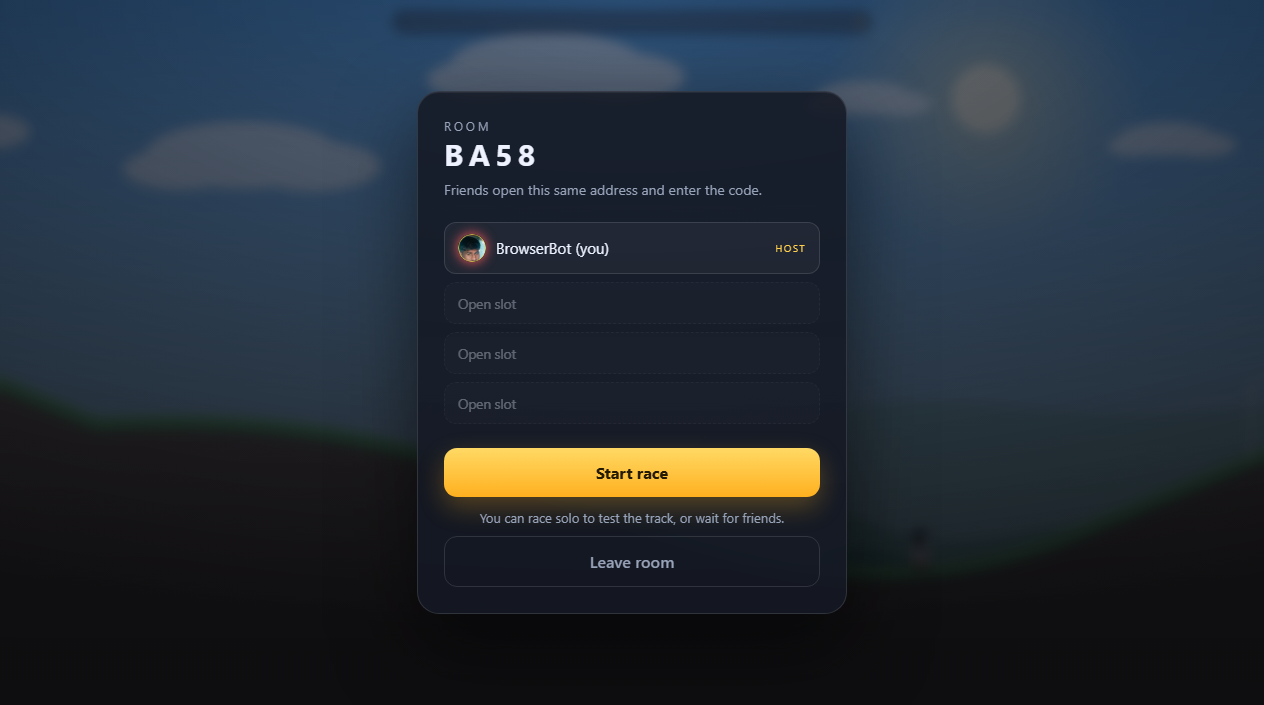 ROOM
BA58
Friends open this same address and enter the code.
BrowserBot (you) HOST
Open slot
Open slot
Open slot
Start race
You can race solo to test the track, or wait for friends.
Leave room